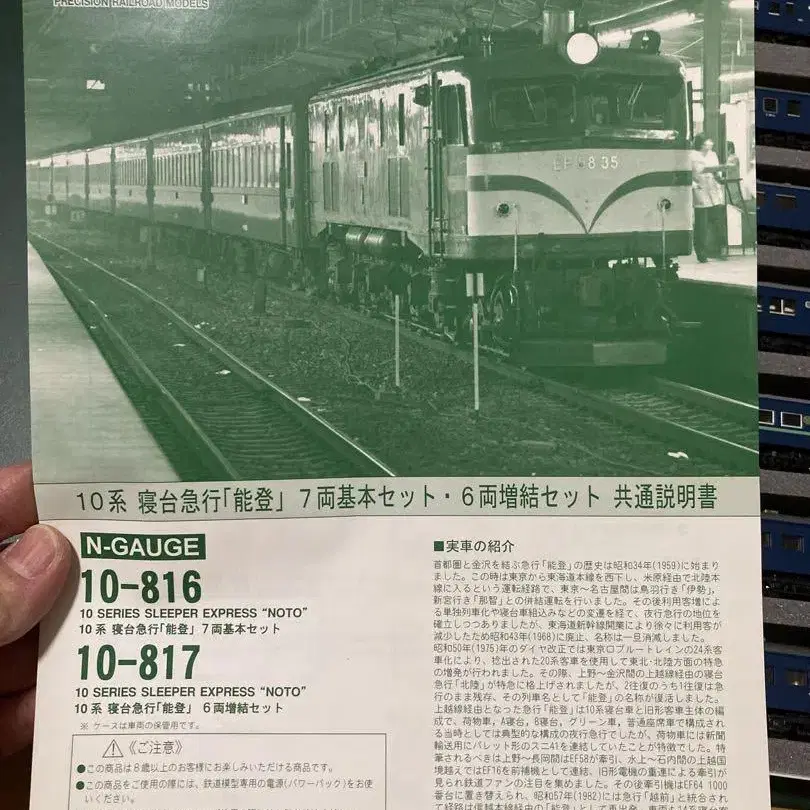 PRECISION RAILROAD MODELS
EF58 35
10系 寝台急行「能登」 7両基本セット・6両増結セット 共通説明書
N-GAUGE
10-816
10 SERIES SLEEPER EXPRESS “NOTO”
10系 寝台急行「能登」 7両基本セット
10-817
10 SERIES SLEEPER EXPRESS “NOTO”
10系 寝台急行「能登」 6両増結セット
※ ケースは車両の保管用です。
《ご注意》
●この商品は8歳以上のお客様にお楽しみいただける商品です。
●この商品をご使用の際には、鉄道模型専用の電源(パワーパック)をお使
いください。
■実車の紹介
首都圏と金沢を結ぶ急行「能登」の歴史は昭和34年(1959)に始まり
ました。この時は東京から東海道本線を西下し、米原経由で北陸本
線に入るという運転経路で、東京～名古屋間は鳥羽行き「伊勢」，
新宮行き「那智」との併結運転を行いました。その後利用客増によ
る単独列車化や寝台車組込みなどの変遷を経て、夜行急行の地位を
確立しつつありましたが、東海道新幹線開業により徐々に利用客が
減少したため昭和43年(1968)に廃止、名称は一旦消滅しました。
昭和50年(1975)年のダイヤ改正では東京口ブルートレインの24系客
車化により、捻出された20系客車を使用して東北・北陸方面の特急
の増発が行われました。その際、上野～金沢間の上越線経由の寝台
急行「北陸」が特急に格上げされましたが、2往復のうち1往復は急
行のまま残存、その列車名として「能登」の名称が復活しました。
上越線経由となった急行「能登」は10系寝台車と旧形客車主体の編
成で、荷物車，A寝台，B寝台，グリーン車，普通座席車で構成され
る当時としては典型的な構成の夜行急行でしたが、荷物車には新聞
輸送用にパレット形のスニ41を連結していたことが特徴でした。特
筆されるべきは上野～長岡間はEF58が牽引、水上～石内間の上越国
境越えではEF16を前補機として連結、旧形電機の重連による牽引が
見られ鉄道ファンの注目を集めました。その後牽引機はEF64 1000
番台に置き替えられ、昭和57年(1982)には急行「越前」と統合され